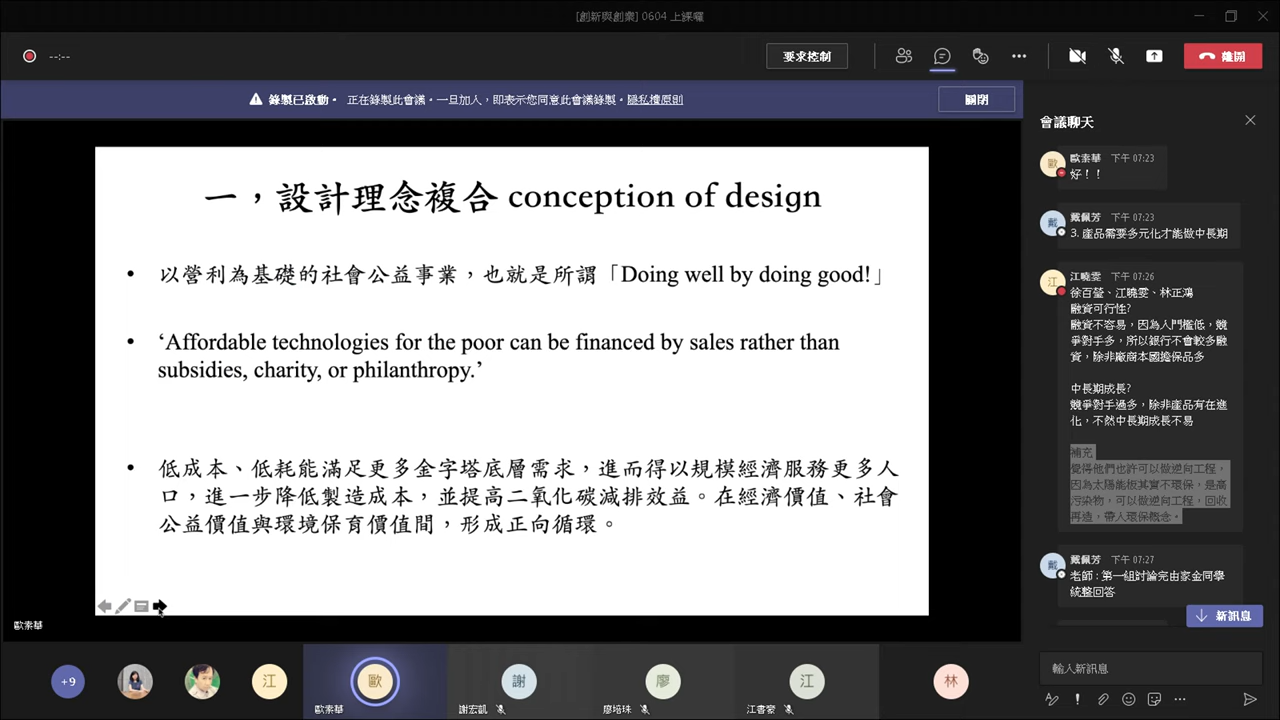 [創新與創業] 0604 上課囉
--:--
要求控制
離開
錄製已啟動。 正在錄製此會議。一旦加入，即表示您同意此會議錄製。隱私權原則
關閉
一，設計理念複合 conception of design
• 以營利為基礎的社會公益事業，也就是所謂「Doing well by doing good!」
• ‘Affordable technologies for the poor can be financed by sales rather than
subsidies, charity, or philanthropy.’
• 低成本、低耗能滿足更多金字塔底層需求，進而得以規模經濟服務更多人
口，進一步降低製造成本，並提高二氧化碳減排效益。在經濟價值、社會
公益價值與環境保育價值間，形成正向循環。
歐素華
+9
江
歐
歐素華
謝
謝宏凱
廖
廖培珠
江
江書豪
林
會議聊天
歐
歐素華 下午 07:23
好！！
戴
戴佩芳 下午 07:23
3. 產品需要多元化才能做中長期
江
江曉雯 下午 07:26
徐百瑩、江曉雯、林正鴻
融資可行性?
融資不容易，因為入門檻低，競
爭對手多，所以銀行不會較多融
資，除非廠商本國擔保品多
中長期成長?
競爭對手過多，除非產品有在進
化，不然中長期成長不易
補充
覺得他們也許可以做逆向工程，
因為太陽能板其實不環保，是高
污染物，可以做逆向工程，回收
再造，帶入環保概念。
戴
戴佩芳 下午 07:27
老師 : 第一組討論完由家金同學
統整回答
新訊息
輸入新訊息